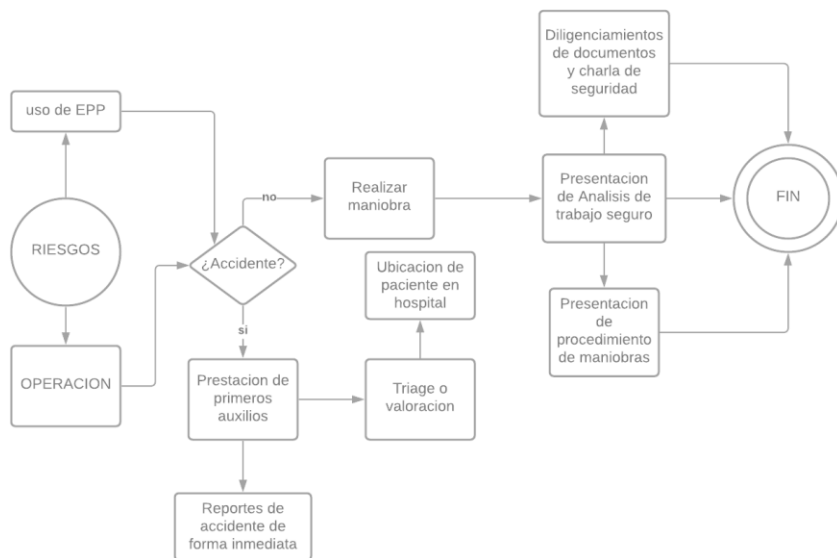 Diligenciamientos
de documentos
y charla de
seguridad
uso de EPP
no
Realizar
maniobra
Presentacion
de Analisis de
trabajo seguro
FIN
RIESGOS
¿Accidente?
Ubicacion de
paciente en
hospital
si
Presentacion
de
procedimiento
de maniobras
OPERACION
Prestacion de
primeros
auxilios
Triage o
valoracion
Reportes de
accidente de
forma inmediata